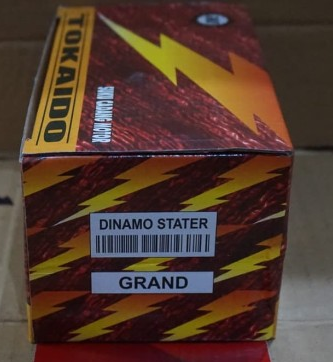 TOKAIDO
DINAMO STATER
GRAND